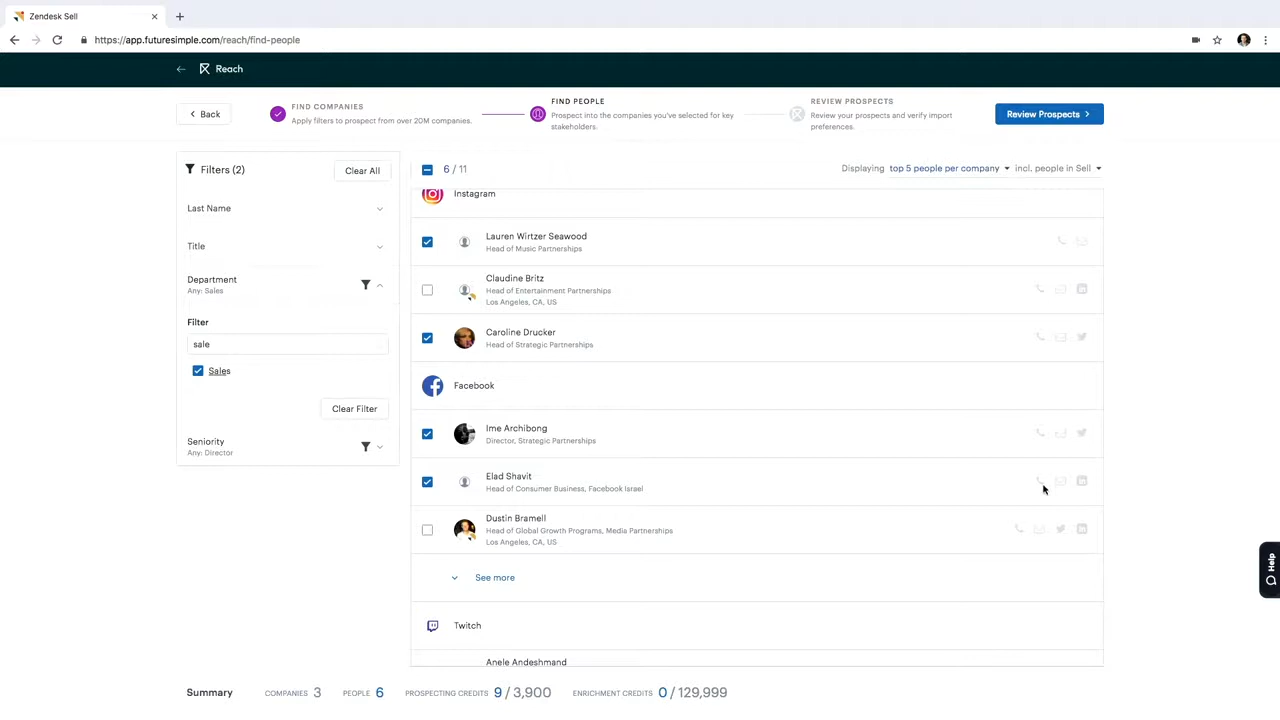 Zendesk Sell
https://app.futuresimple.com/reach/find-people
Reach
Back
FIND COMPANIES
Apply filters to prospect from over 20M companies.
FIND PEOPLE
Prospect into the companies you've selected for key
stakeholders.
REVIEW PROSPECTS
Review your prospects and verify import
preferences.
Review Prospects
Filters (2)
Clear All
Last Name
Title
Department
Any: Sales
Filter
sale
Sales
Clear Filter
Seniority
Any: Director
6 / 11
Displaying top 5 people per company incl. people in Sell
Instagram
Lauren Wirtzer Seawood
Head of Music Partnerships
Claudine Britz
Head of Entertainment Partnerships
Los Angeles, CA, US
Caroline Drucker
Head of Strategic Partnerships
Facebook
Ime Archibong
Director, Strategic Partnerships
Elad Shavit
Head of Consumer Business, Facebook Israel
Dustin Bramell
Head of Global Growth Programs, Media Partnerships
Los Angeles, CA, US
See more
Twitch
Anele Andeshmand
Help
Summary
COMPANIES 3
PEOPLE 6
PROSPECTING CREDITS 9 / 3,900
ENRICHMENT CREDITS 0 / 129,999